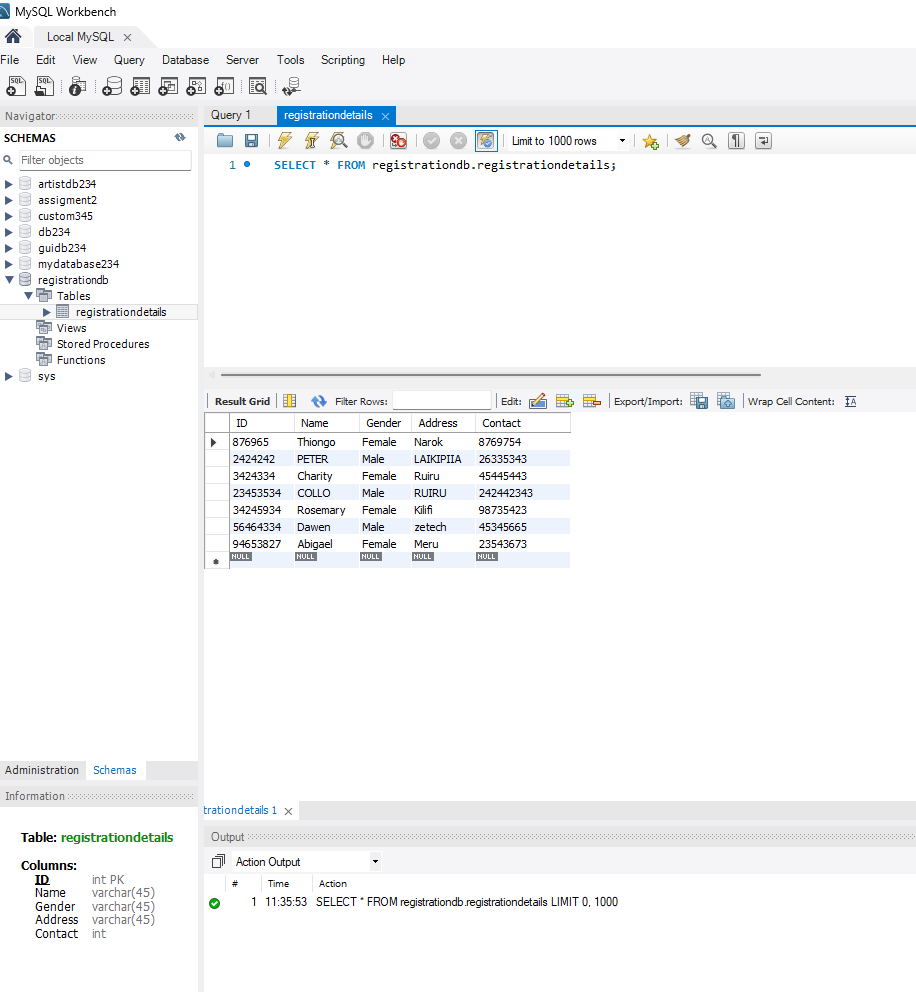 MySQL Workbench
Local MySQL
File Edit View Query Database Server Tools Scripting Help
Navigator
SCHEMAS
Filter objects
artistdb234
assigment2
custom345
db234
guidb234
mydatabase234
registrationdb
Tables
registrationdetails
Views
Stored Procedures
Functions
sys
Administration Schemas
Information
Table: registrationdetails
Columns:
ID int PK
Name varchar(45)
Gender varchar(45)
Address varchar(45)
Contact int
Query 1 registrationdetails
Limit to 1000 rows
1 SELECT * FROM registrationdb.registrationdetails;
Result Grid Filter Rows: Edit: Export/Import: Wrap Cell Content:
ID Name Gender Address Contact
876965 Thiongo Female Narok 8769754
2424242 PETER Male LAIKIPIIA 26335343
3424334 Charity Female Ruiru 45445443
23453534 COLLO Male RUIRU 242442343
34245934 Rosemary Female Kilifi 98735423
56464334 Dawen Male zetech 45345665
94653827 Abigael Female Meru 23543673
NULL NULL NULL NULL NULL
trationdetails 1
Output
Action Output
# Time Action
1 11:35:53 SELECT * FROM registrationdb.registrationdetails LIMIT 0, 1000